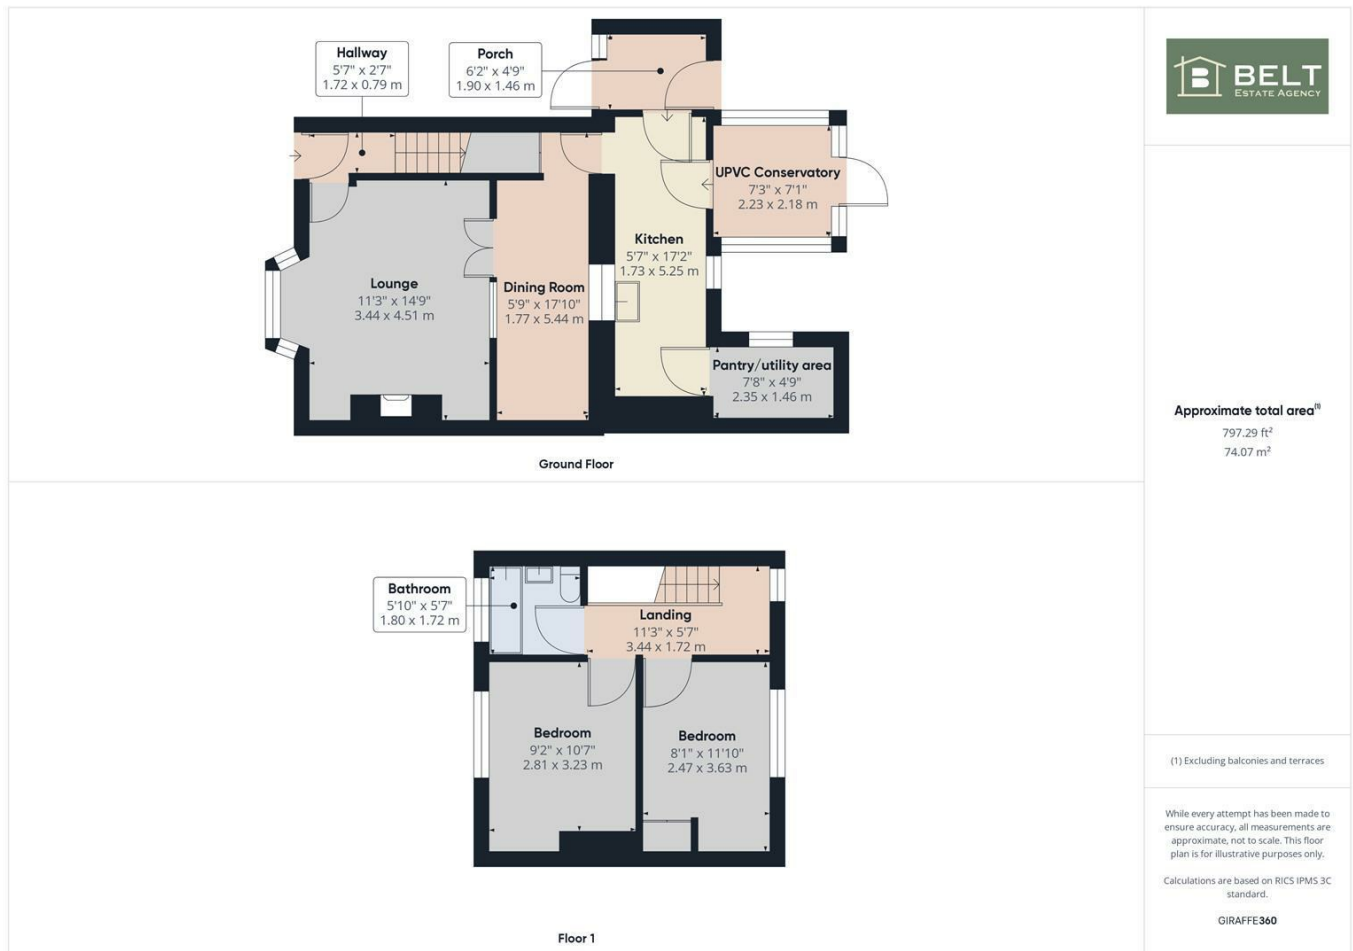 Hallway
5'7" x 2'7"
1.72 x 0.79 m
Porch
6'2" x 4'9"
1.90 x 1.46 m
UPVC Conservatory
7'3" x 7'1"
2.23 x 2.18 m
Kitchen
5'7" x 17'2"
1.73 x 5.25 m
Lounge
11'3" x 14'9"
3.44 x 4.51 m
Dining Room
5'9" x 17'10"
1.77 x 5.44 m
Pantry/utility area
7'8" x 4'9"
2.35 x 1.46 m
Ground Floor
Bathroom
5'10" x 5'7"
1.80 x 1.72 m
Landing
11'3" x 5'7"
3.44 x 1.72 m
Bedroom
9'2" x 10'7"
2.81 x 3.23 m
Bedroom
8'1" x 11'10"
2.47 x 3.63 m
Floor 1
B BELT
ESTATE AGENCY
Approximate total area(1)
797.29 ft²
74.07 m²
(1) Excluding balconies and terraces
While every attempt has been made to
ensure accuracy, all measurements are
approximate, not to scale. This floor
plan is for illustrative purposes only.
Calculations are based on RICS IPMS 3C
standard.
GIRAFFE360